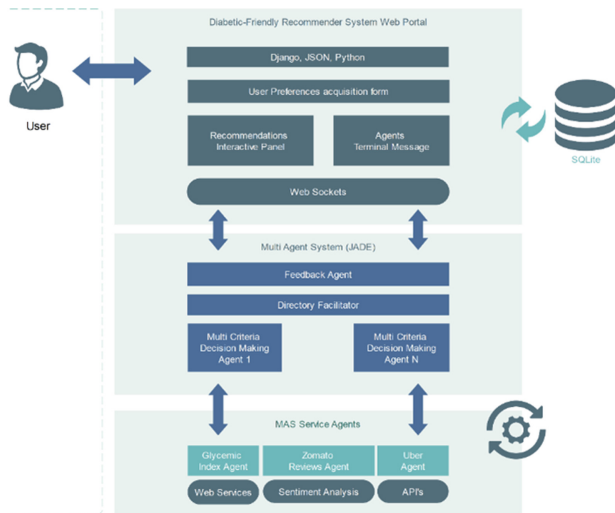 Diabetic-Friendly Recommender System Web Portal
Django, JSON, Python
User Preferences acquisition form
User
Recommendations
Interactive Panel
Agents
Terminal Message
SQLite
Web Sockets
Multi Agent System (JADE)
Feedback Agent
Directory Facilitator
Multi Criteria
Decision Making
Agent 1
Multi Criteria
Decision Making
Agent N
MAS Service Agents
Glycemic
Index Agent
Zomato
Reviews Agent
Uber
Agent
Web Services
Sentiment Analysis
API's